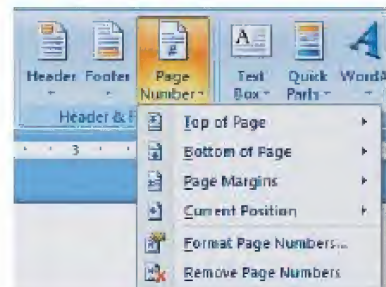 Header Footer Page Number Text Box Quick Parts WordA
Header & F
3
Top of Page
Bottom of Page
Page Margins
Current Position
Format Page Numbers...
Remove Page Numbers